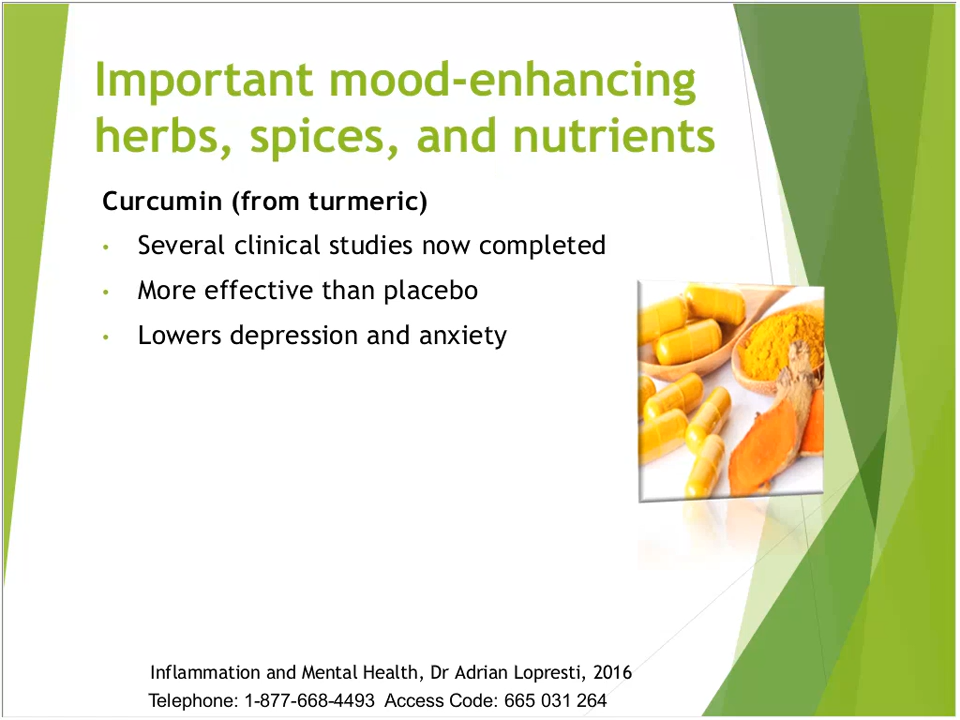 Important mood-enhancing
herbs, spices, and nutrients
Curcumin (from turmeric)
• Several clinical studies now completed
• More effective than placebo
• Lowers depression and anxiety
Inflammation and Mental Health, Dr Adrian Lopresti, 2016
Telephone: 1-877-668-4493 Access Code: 665 031 264